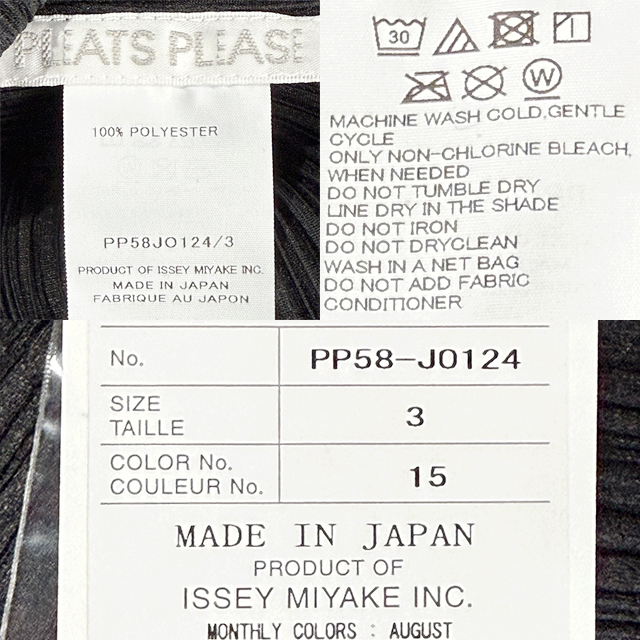 PLEATS PLEASE
100% POLYESTER
PP58JO124/3
PRODUCT OF ISSEY MIYAKE INC.
MADE IN JAPAN
FABRIQUE AU JAPON
30
W
MACHINE WASH COLD,GENTLE
CYCLE
ONLY NON-CHLORINE BLEACH,
WHEN NEEDED
DO NOT TUMBLE DRY
LINE DRY IN THE SHADE
DO NOT IRON
DO NOT DRYCLEAN
WASH IN A NET BAG
DO NOT ADD FABRIC
CONDITIONER
No. PP58-J0124
SIZE
TAILLE 3
COLOR No.
COULEUR No. 15
MADE IN JAPAN
PRODUCT OF
ISSEY MIYAKE INC.
MONTHLY COLORS : AUGUST